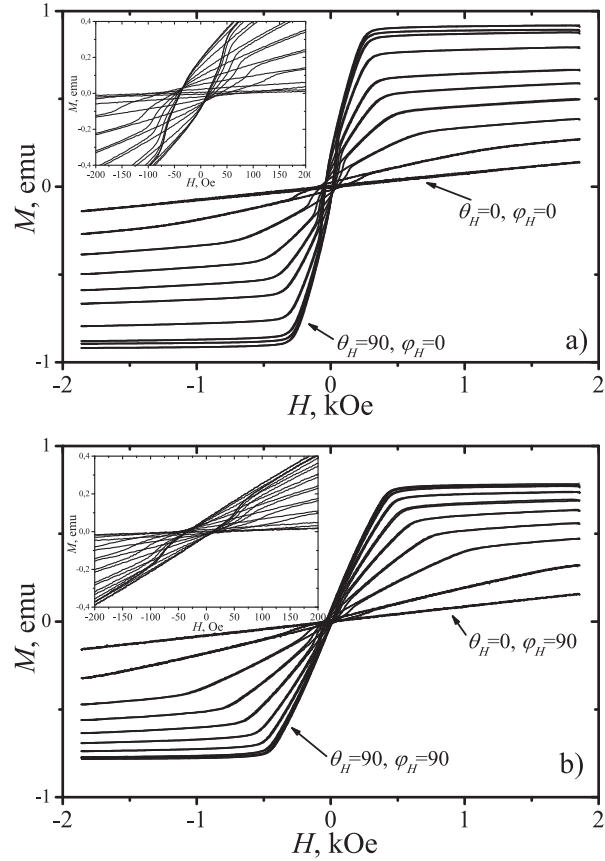 1
0,4
0,2
0,0
-0,2
-0,4
-200 -150 -100 -50 0 50 100 150 200
M, emu
H, Oe
M, emu
0
-1
θH=0, φH=0
θH=90, φH=0
a)
-2 -1 0 1 2
H, kOe
1
0,4
0,2
0,0
-0,2
-0,4
-200 -150 -100 -50 0 50 100 150 200
M, emu
H, Oe
M, emu
0
-1
θH=0, φH=90
θH=90, φH=90
b)
-2 -1 0 1 2
H, kOe